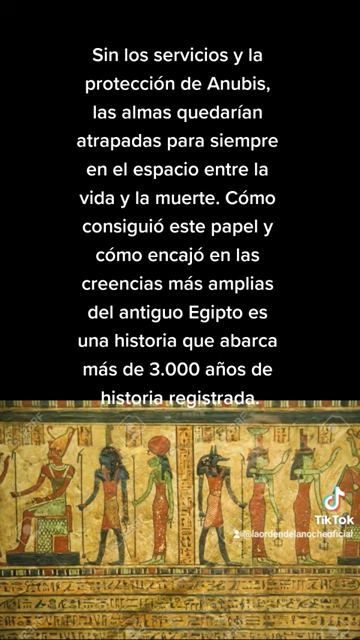 Sin los servicios y la
protección de Anubis,
las almas quedarían
atrapadas para siempre
en el espacio entre la
vida y la muerte. Cómo
consiguió este papel y
cómo encajó en las
creencias más amplias
del antiguo Egipto es
una historia que abarca
más de 3.000 años de
historia registrada.
TikTok
@laordendelanocheoficial